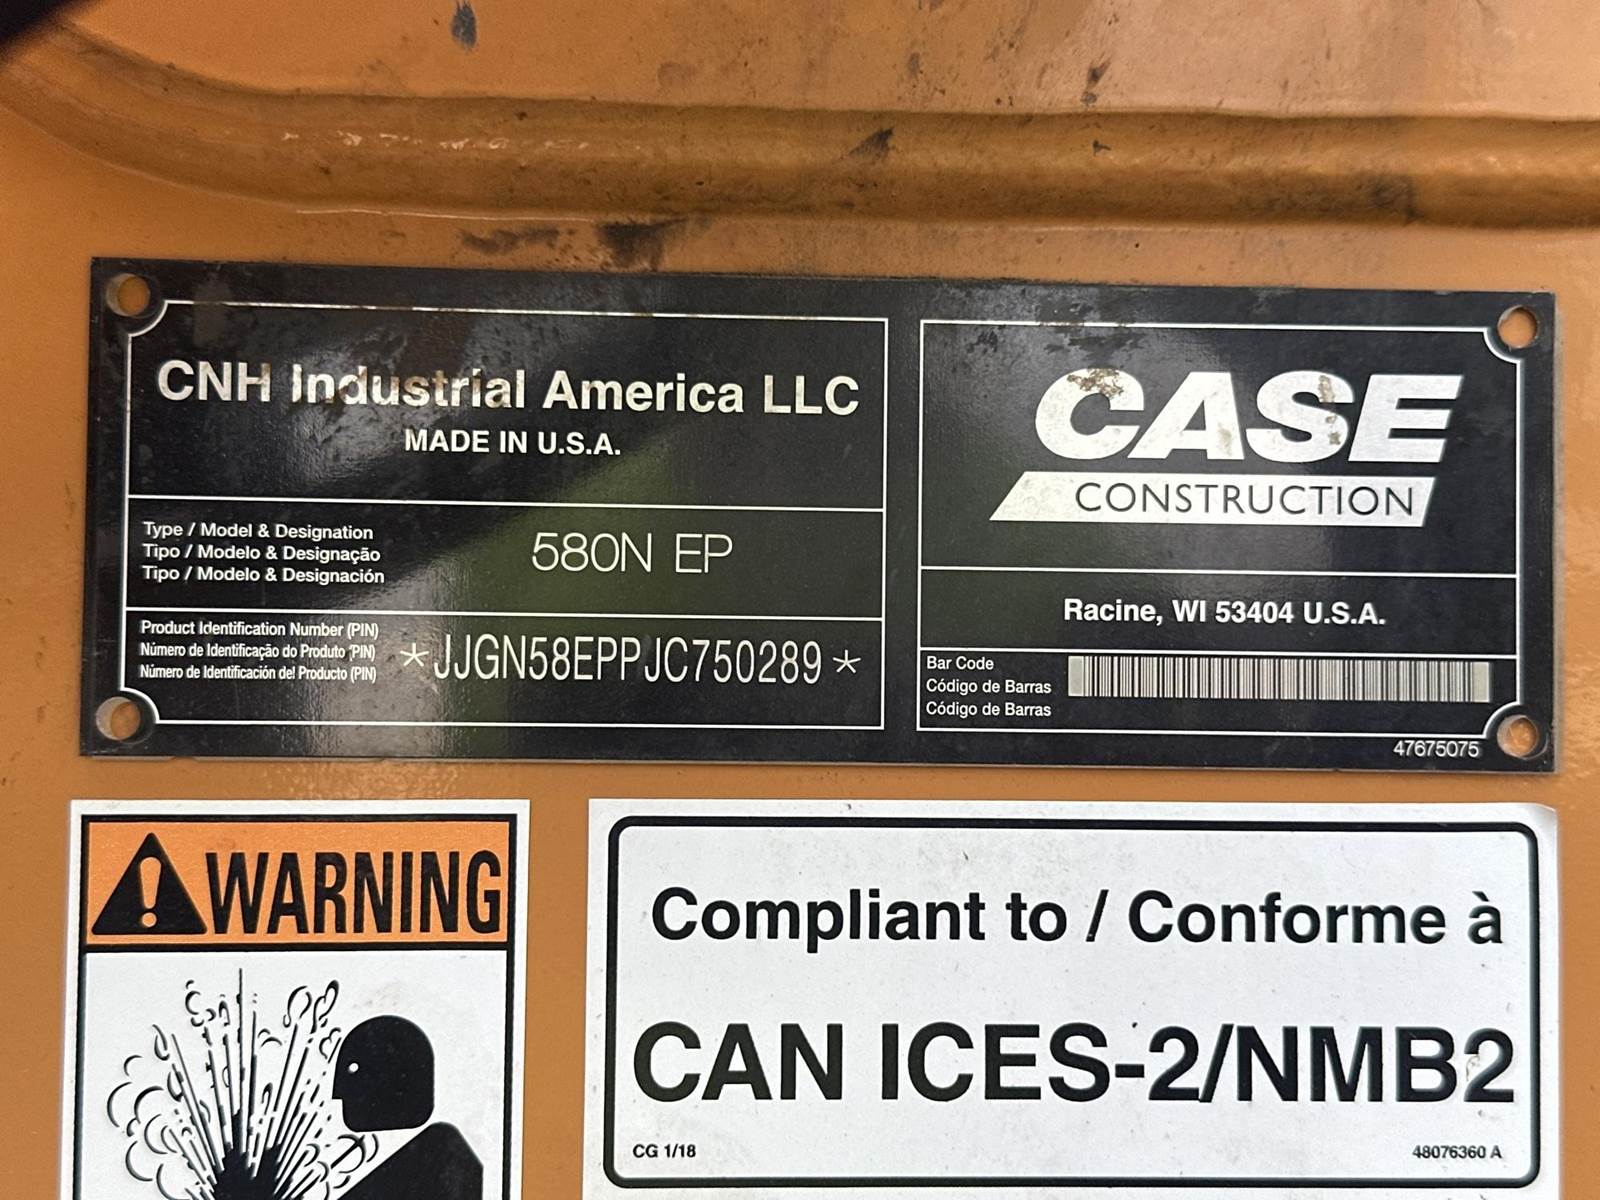 CNH Industrial America LLC
MADE IN U.S.A.
Type / Model & Designation
Tipo / Modelo & Designação
Tipo / Modelo & Designación
580N EP
Product Identification Number (PIN)
Número de Identificação do Produto (PIN)
Número de Identificación del Producto (PIN)
*JJGN58EPPJC750289*
CASE
CONSTRUCTION
Racine, WI 53404 U.S.A.
Bar Code
Código de Barras
Código de Barras
47675075
WARNING
Compliant to / Conforme à
CAN ICES-2/NMB2
CG 1/18
48076360 A